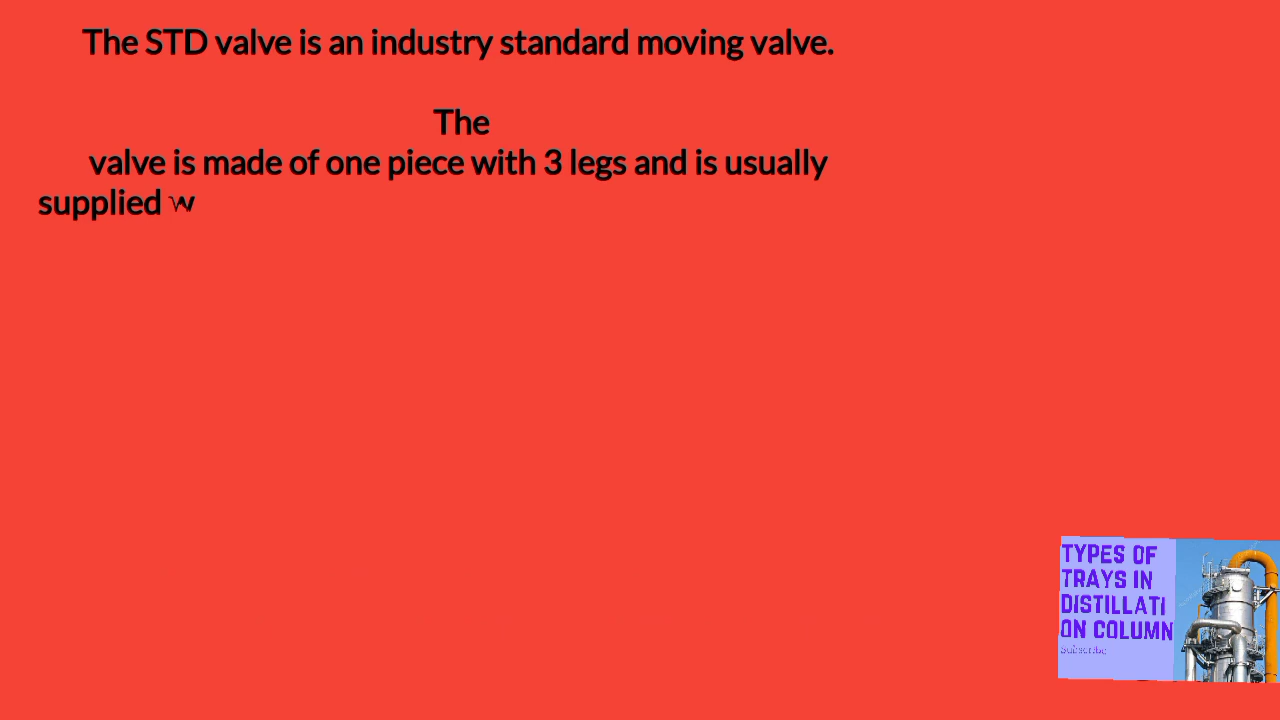 The STD valve is an industry standard moving valve.
The
valve is made of one piece with 3 legs and is usually
supplied w
TYPES OF
TRAYS IN
DISTILLATI
ON COLUMN
Subscribe